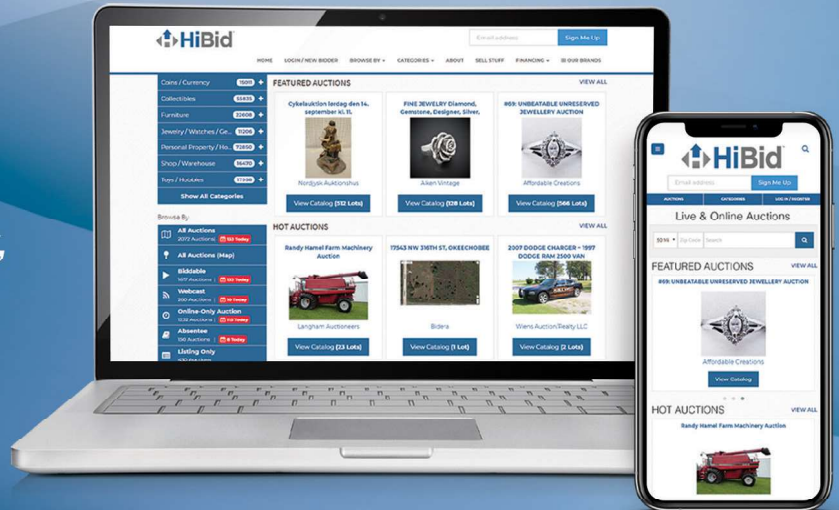 HiBid
Email address
Sign Me Up
HOME LOGIN / NEW BIDDER BROWSE BY CATEGORIES ABOUT SELL STUFF FINANCING BI OUR BRANDS
Coins / Currency
Collectibles
Furniture
Jewelry / Watches / Ge...
Personal Property / Ho...
Shop / Warehouse
Toys / Hobbies
Show All Categories
FEATURED AUCTIONS VIEW ALL
Cykelauktion lørdag den 14.
september kl. 11.
Nordjysk Auktionshus
View Catalog (512 Lots)
FINE JEWELRY Diamond,
Gemstone, Designer, Silver,
Aiken Vintage
View Catalog (128 Lots)
#69: UNBEATABLE UNRESERVED
JEWELLERY AUCTION
Affordable Creations
View Catalog (566 Lots)
Browse By
All Auctions
All Auctions (Map)
Biddable
Webcast
Online-Only Auction
Absentee
Listing Only
HOT AUCTIONS VIEW ALL
Randy Hamel Farm Machinery
Auction
Langham Auctioneers
View Catalog (23 Lots)
17543 NW 316TH ST, OKEECHOBEE
Bidera
View Catalog (1 Lot)
2007 DODGE CHARGER ~ 1997
DODGE RAM 2500 VAN
Wiens Auction/Realty LLC
View Catalog (2 Lots)
HiBid
Email address
Sign Me Up
AUCTIONS CATEGORIES LOG IN / REGISTER
Live & Online Auctions
Zip Code Search
FEATURED AUCTIONS VIEW ALL
#69: UNBEATABLE UNRESERVED JEWELLERY AUCTION
Affordable Creations
View Catalog
HOT AUCTIONS VIEW ALL
Randy Hamel Farm Machinery Auction